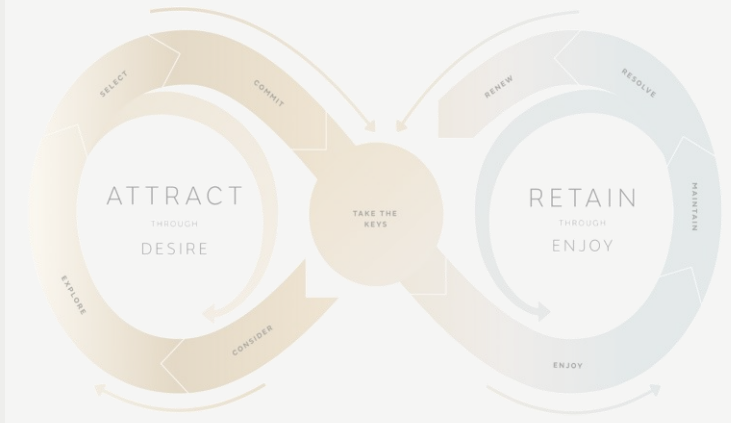 SELECT
COMMIT
RENEW
RESOLVE
ATTRACT
THROUGH
DESIRE
TAKE THE
KEYS
RETAIN
THROUGH
ENJOY
MAINTAIN
EXPLORE
CONSIDER
ENJOY